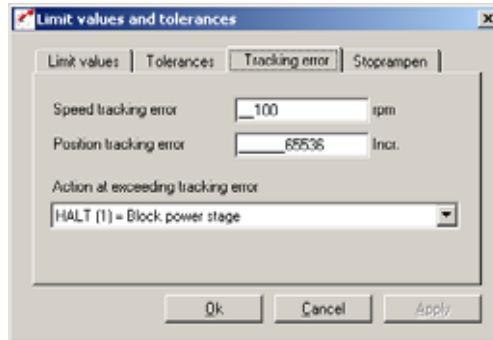 Limit values and tolerances
Limit values Tolerances Tracking error Stoprampen
Speed tracking error __100 rpm
Position tracking error ______65536 Incr.
Action at exceeding tracking error
HALT (1) = Block power stage
Ok Cancel Apply